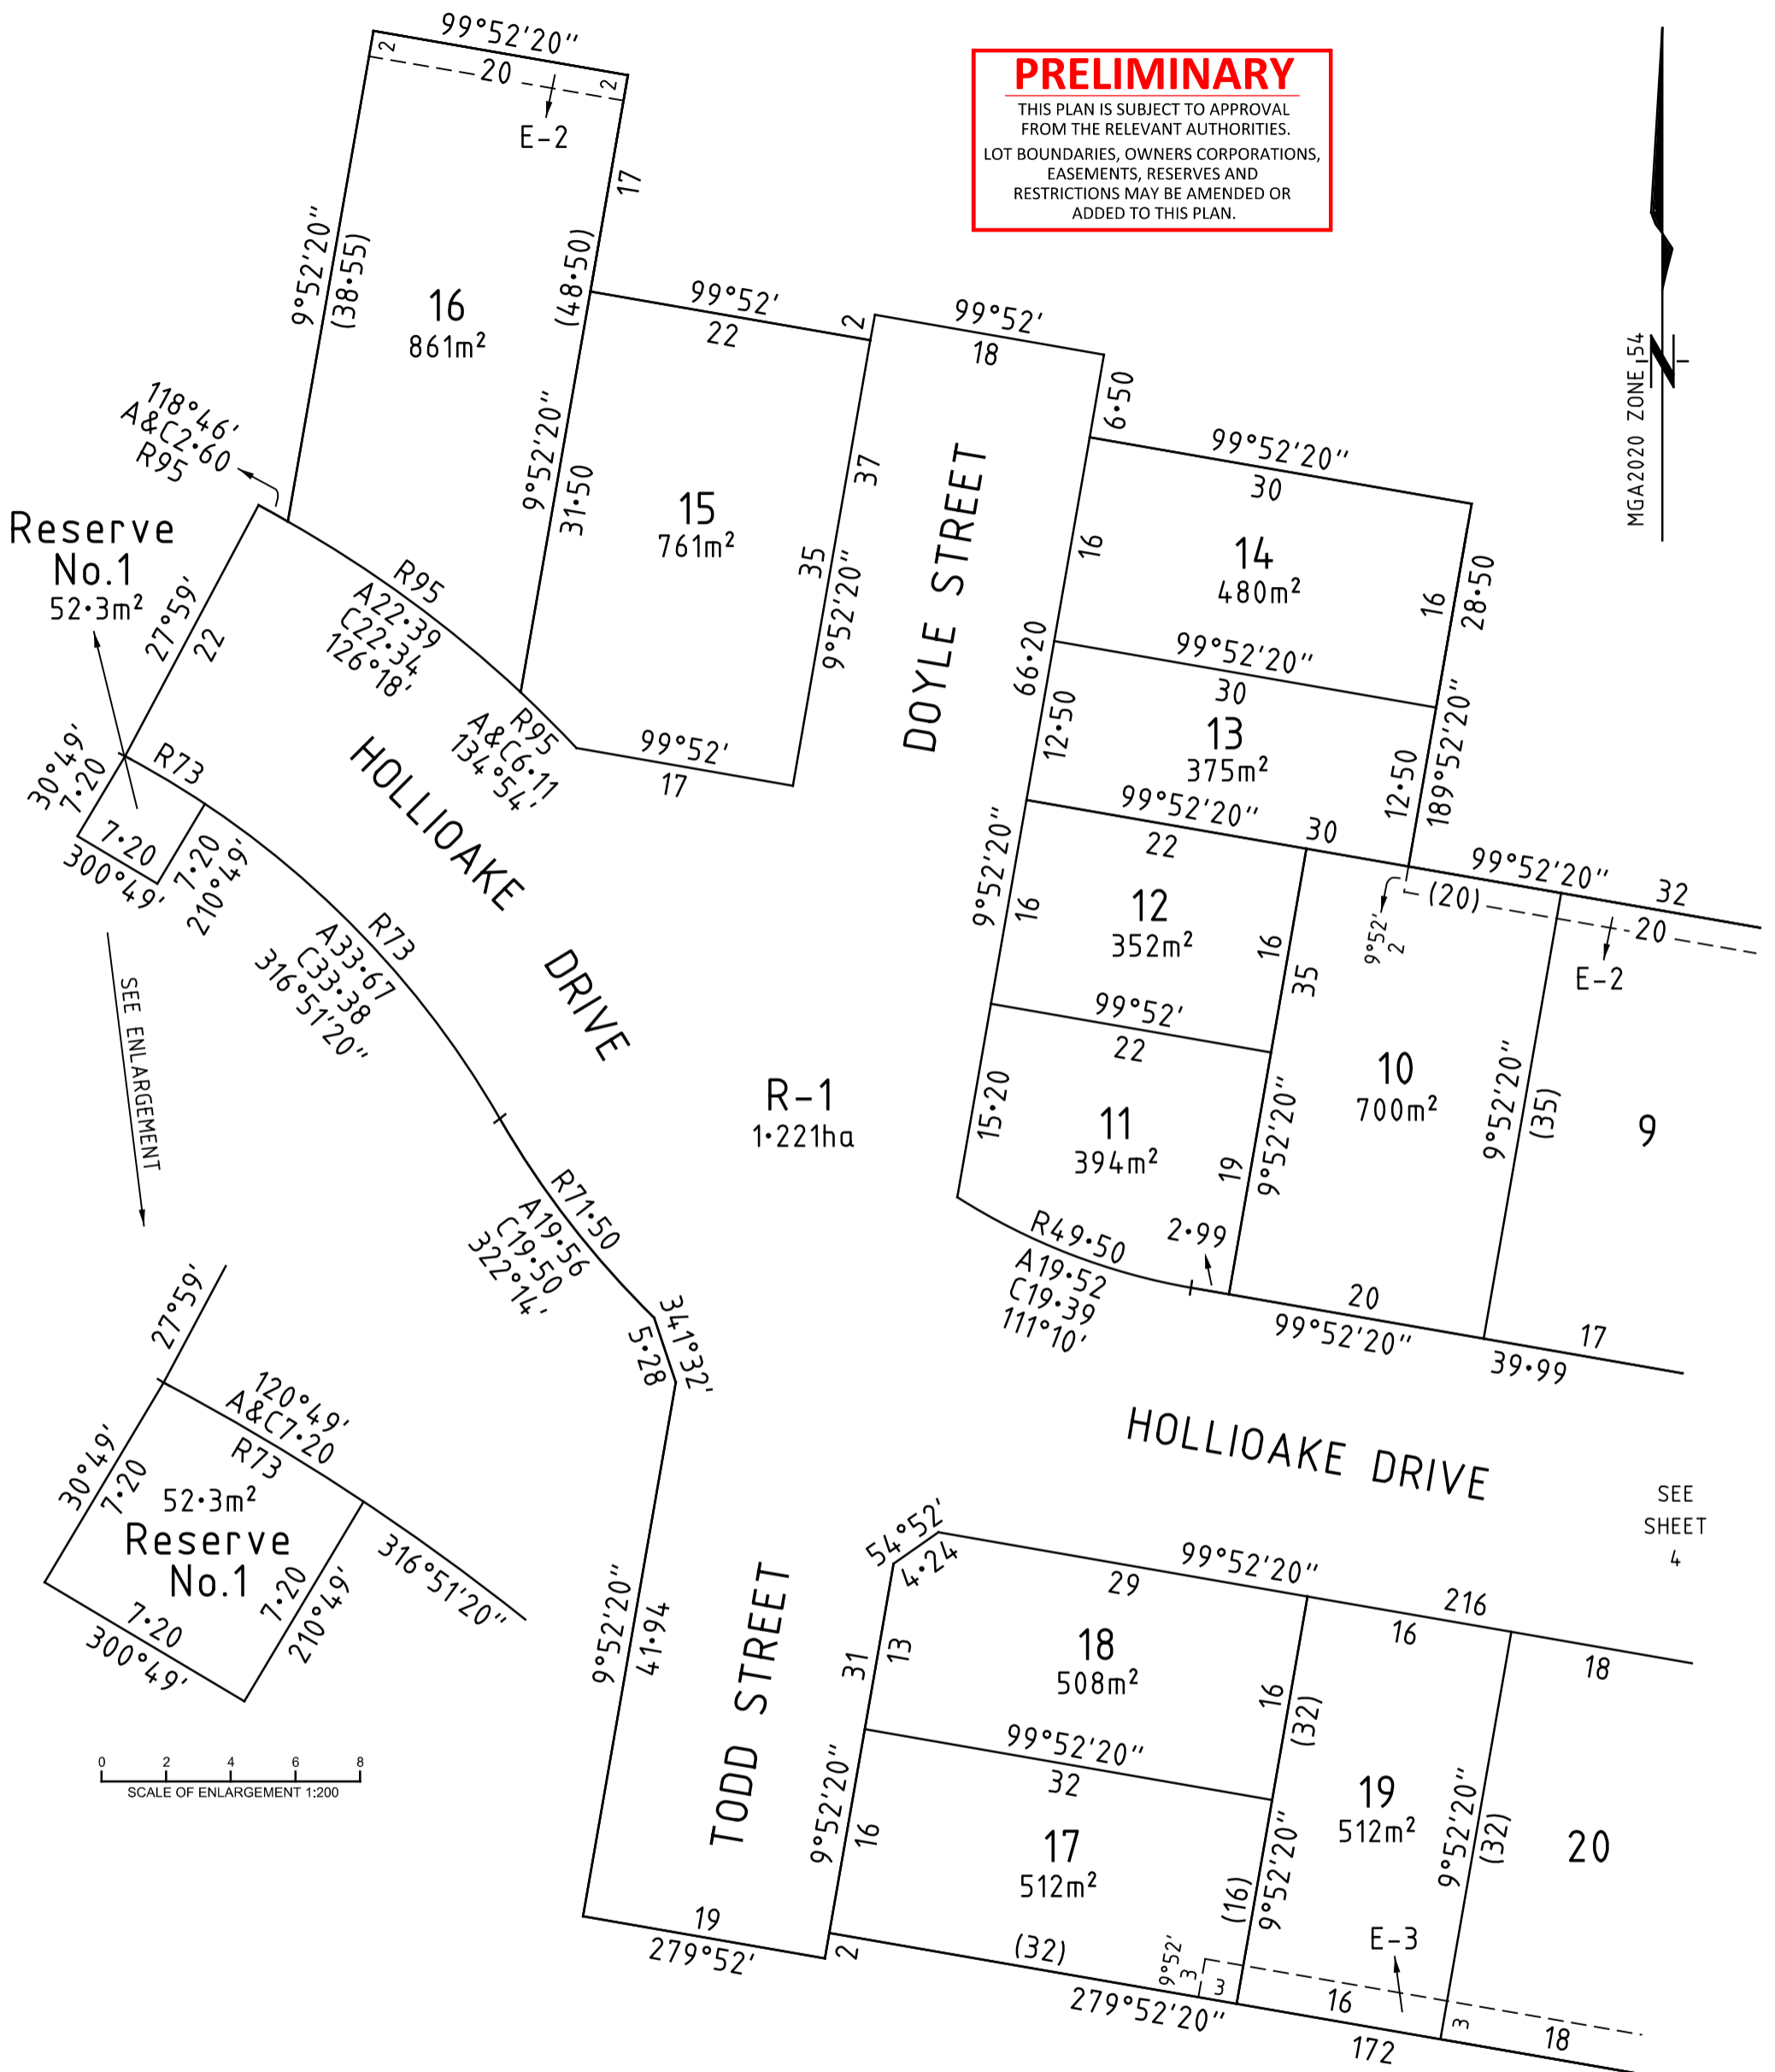 99°52'20"
2
20
2
E-2
17
9°52'20"
(38·55)
16
861m²
(48·50)
9°52'20"
31·50
PRELIMINARY
THIS PLAN IS SUBJECT TO APPROVAL
FROM THE RELEVANT AUTHORITIES.
LOT BOUNDARIES, OWNERS CORPORATIONS,
EASEMENTS, RESERVES AND
RESTRICTIONS MAY BE AMENDED OR
ADDED TO THIS PLAN.
MGA2020 ZONE 54
N
99°52'
22
2
99°52'
18
6·50
15
761m²
37
35
9°52'20"
99°52'
17
118°46'
A&C2·60
R95
Reserve
No.1
52·3m²
27°59'
22
R95
A22·39
C22·34
126°18'
R95
A&C6·11
134°54'
30°49'
7·20
R73
7·20
300°49'
7·20
210°49'
HOLLIOAKE
DRIVE
R73
A33·67
C33·38
316°51'20"
SEE ENLARGEMENT
DOYLE STREET
99°52'20"
30
16
14
480m²
16
28·50
66·20
99°52'20"
30
12·50
13
375m²
12·50
189°52'20"
99°52'20"
22
30
99°52'20"
32
(20)
20
9°52'
2
E-2
9°52'20"
16
12
352m²
16
35
99°52'
22
15·20
11
394m²
19
9°52'20"
10
700m²
9°52'20"
(35)
9
R-1
1·221ha
R49·50
A19·52
C19·39
111°10'
2·99
20
99°52'20"
17
39·99
R71·50
A19·56
C19·50
322°14'
341°32'
5·28
HOLLIOAKE DRIVE
SEE
SHEET
4
27°59'
120°49'
A&C7·20
R73
30°49'
7·20
52·3m²
Reserve
No.1
316°51'20"
7·20
210°49'
7·20
300°49'
0 2 4 6 8
SCALE OF ENLARGEMENT 1:200
9°52'20"
41·94
TODD STREET
19
279°52'
54°52'
4·24
99°52'20"
29
216
16
18
31
13
18
508m²
16
(32)
99°52'20"
32
9°52'20"
16
17
512m²
(16)
9°52'20"
19
512m²
9°52'20"
(32)
20
2
(32)
9°52'
3
3
E-3
16
3
18
279°52'20"
172